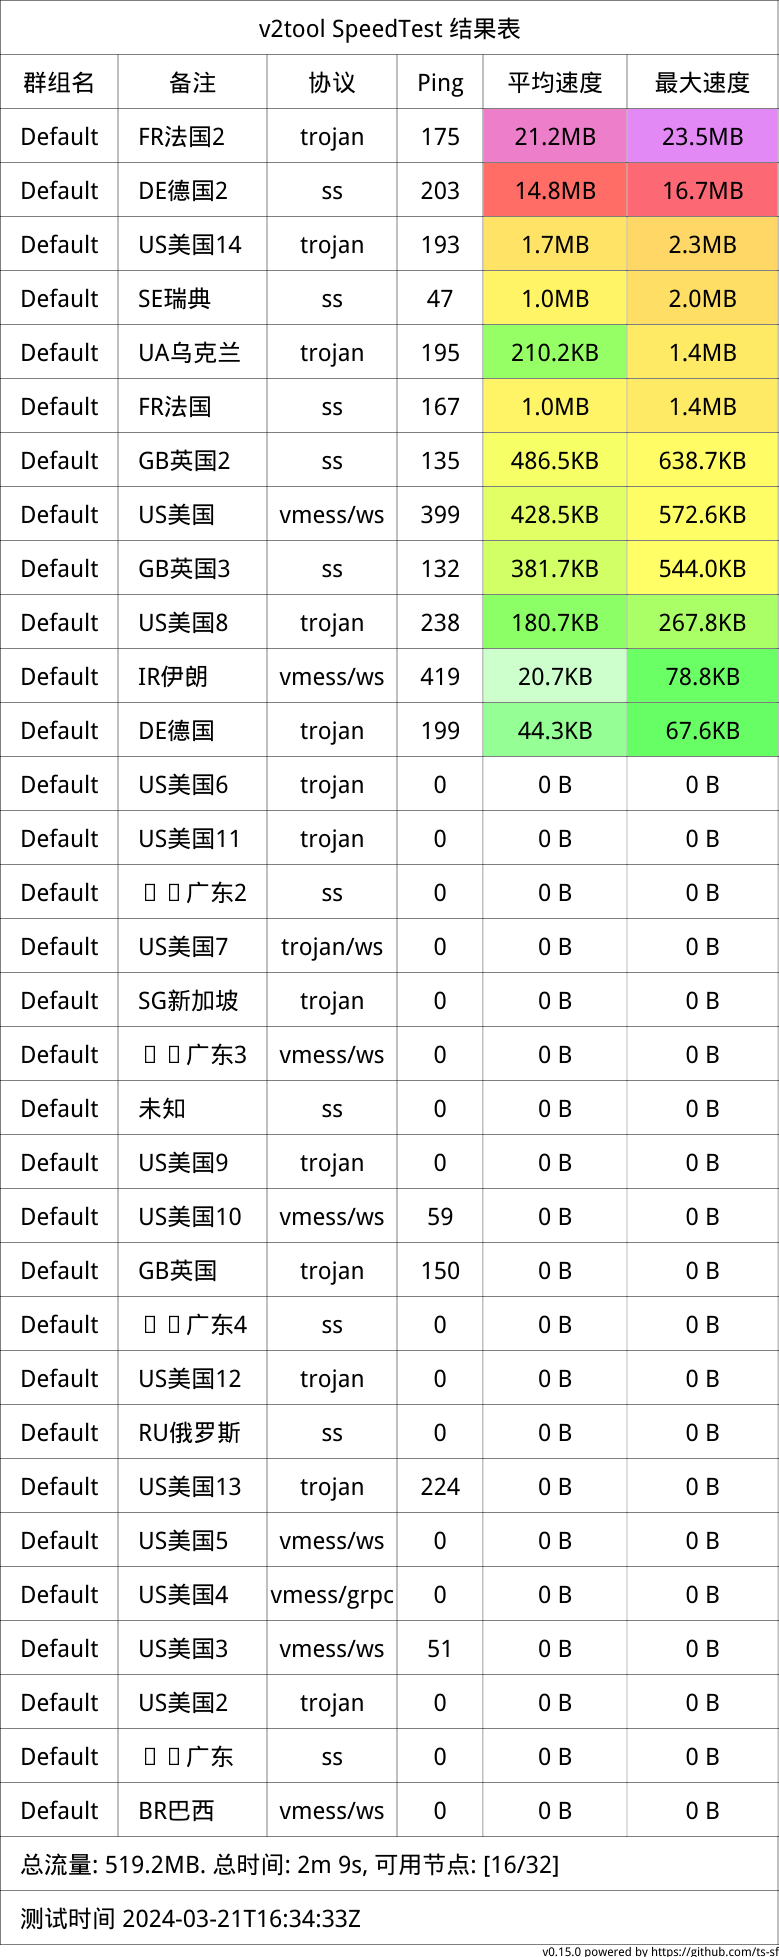 v2tool SpeedTest 结果表
群组名 备注 协议 Ping 平均速度 最大速度
Default FR法国2 trojan 175 21.2MB 23.5MB
Default DE德国2 ss 203 14.8MB 16.7MB
Default US美国14 trojan 193 1.7MB 2.3MB
Default SE瑞典 ss 47 1.0MB 2.0MB
Default UA乌克兰 trojan 195 210.2KB 1.4MB
Default FR法国 ss 167 1.0MB 1.4MB
Default GB英国2 ss 135 486.5KB 638.7KB
Default US美国 vmess/ws 399 428.5KB 572.6KB
Default GB英国3 ss 132 381.7KB 544.0KB
Default US美国8 trojan 238 180.7KB 267.8KB
Default IR伊朗 vmess/ws 419 20.7KB 78.8KB
Default DE德国 trojan 199 44.3KB 67.6KB
Default US美国6 trojan 0 0 B 0 B
Default US美国11 trojan 0 0 B 0 B
Default 广东2 ss 0 0 B 0 B
Default US美国7 trojan/ws 0 0 B 0 B
Default SG新加坡 trojan 0 0 B 0 B
Default 广东3 vmess/ws 0 0 B 0 B
Default 未知 ss 0 0 B 0 B
Default US美国9 trojan 0 0 B 0 B
Default US美国10 vmess/ws 59 0 B 0 B
Default GB英国 trojan 150 0 B 0 B
Default 广东4 ss 0 0 B 0 B
Default US美国12 trojan 0 0 B 0 B
Default RU俄罗斯 ss 0 0 B 0 B
Default US美国13 trojan 224 0 B 0 B
Default US美国5 vmess/ws 0 0 B 0 B
Default US美国4 vmess/grpc 0 0 B 0 B
Default US美国3 vmess/ws 51 0 B 0 B
Default US美国2 trojan 0 0 B 0 B
Default 广东 ss 0 0 B 0 B
Default BR巴西 vmess/ws 0 0 B 0 B
总流量: 519.2MB. 总时间: 2m 9s, 可用节点: [16/32]
测试时间 2024-03-21T16:34:33Z
v0.15.0 powered by https://github.com/ts-sf